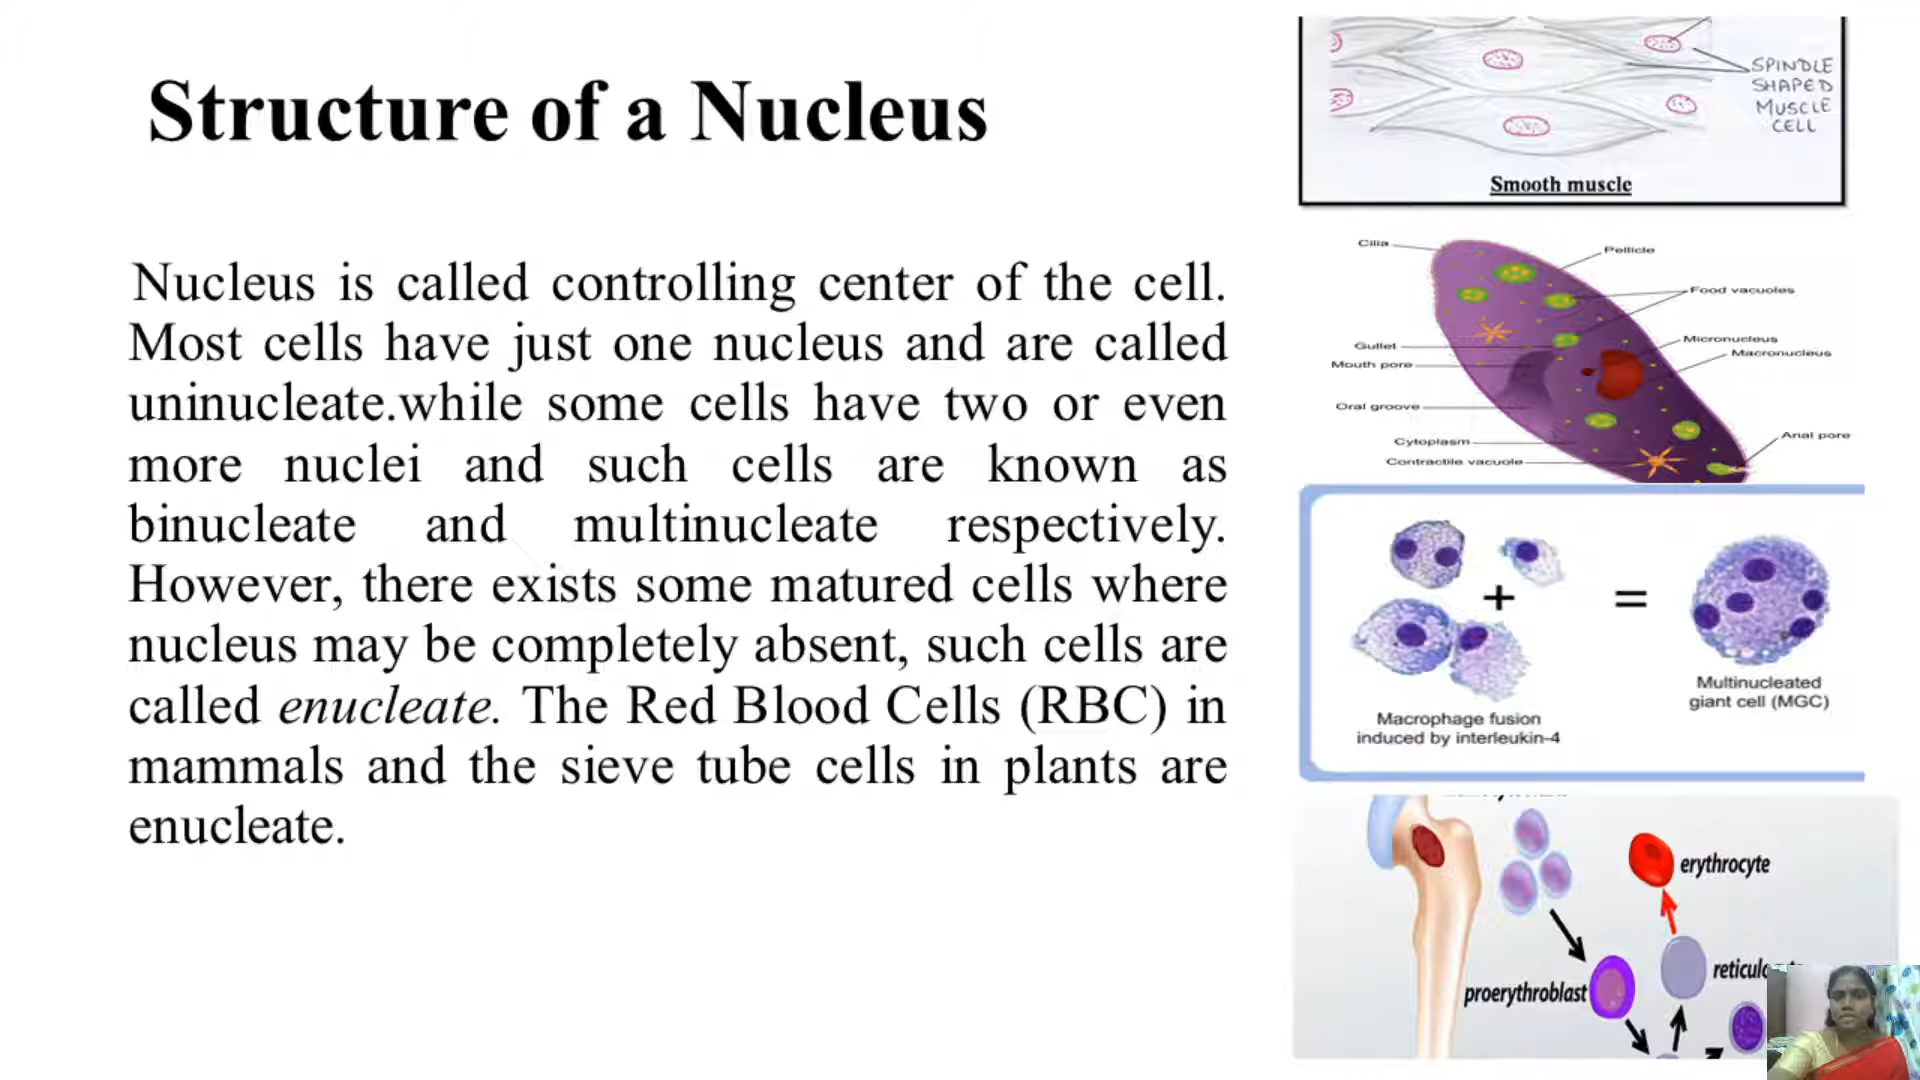 Structure of a Nucleus
Nucleus is called controlling center of the cell.
Most cells have just one nucleus and are called
uninucleate.while some cells have two or even
more nuclei and such cells are known as
binucleate and multinucleate respectively.
However, there exists some matured cells where
nucleus may be completely absent, such cells are
called enucleate. The Red Blood Cells (RBC) in
mammals and the sieve tube cells in plants are
enucleate.
SPINDLE
SHAPED
MUSCLE
CELL
Smooth muscle
Cilia
Pellicle
Food vacuoles
Gullet
Micronucleus
Macronucleus
Mouth pore
Oral groove
Cytoplasm
Anal pore
Contractile vacuole
+
=
Multinucleated
giant cell (MGC)
Macrophage fusion
induced by interleukin-4
erythrocyte
proerythroblast